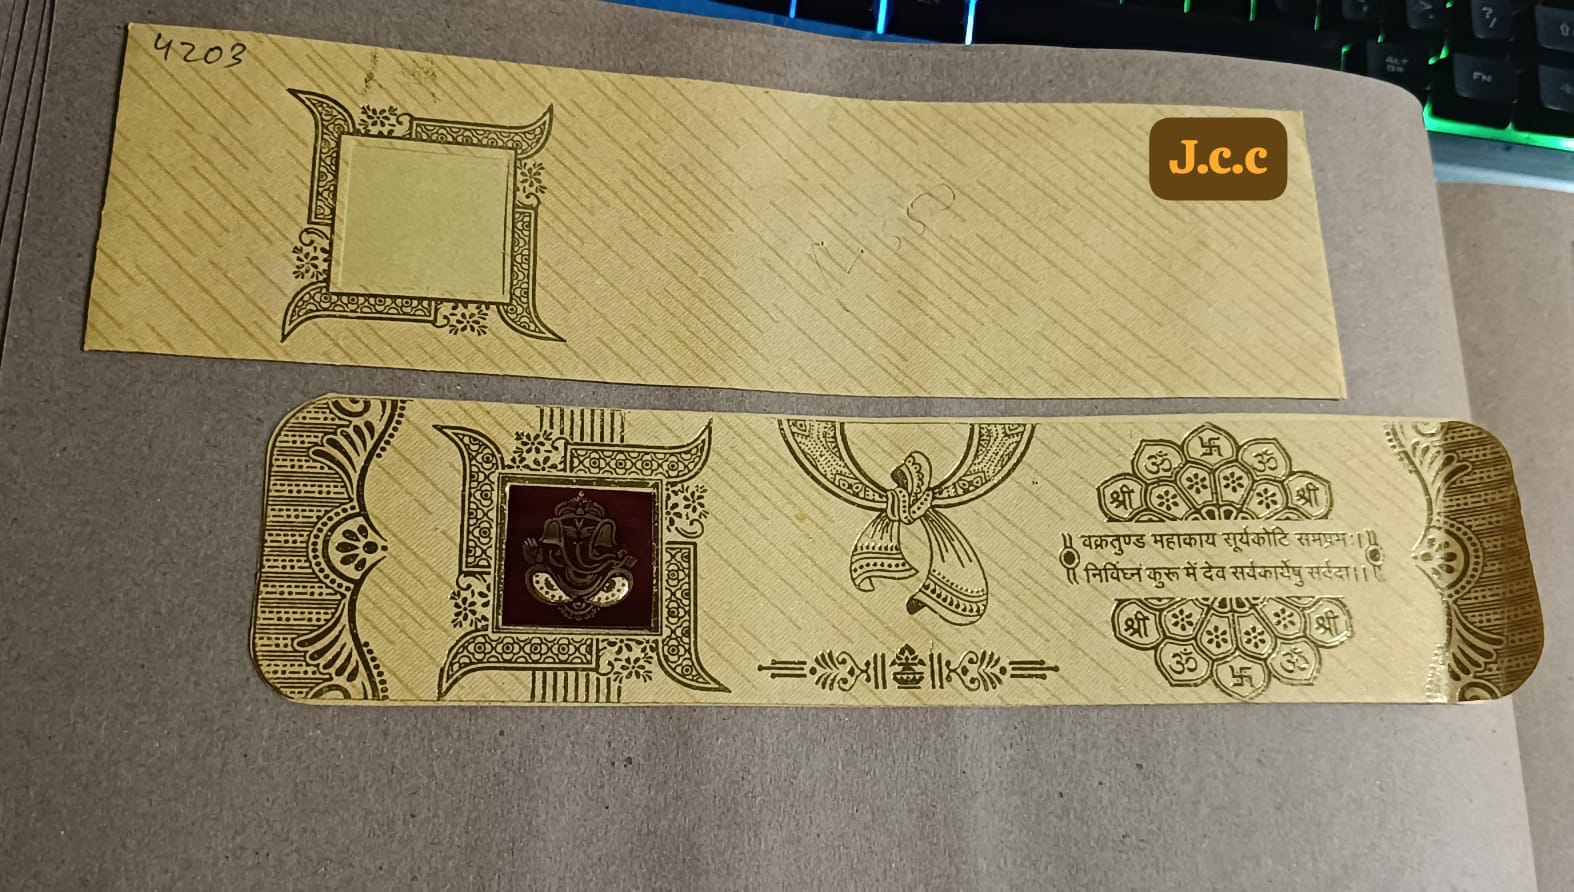 4203
J.c.c
ॐ ॐ
श्री श्री
वक्रतुण्ड महाकाय सूर्यकोटि समप्रभः।।
निर्विघ्नं कुरू में देव सर्वकार्येषु सर्वदा।।
श्री श्री
ॐ ॐ